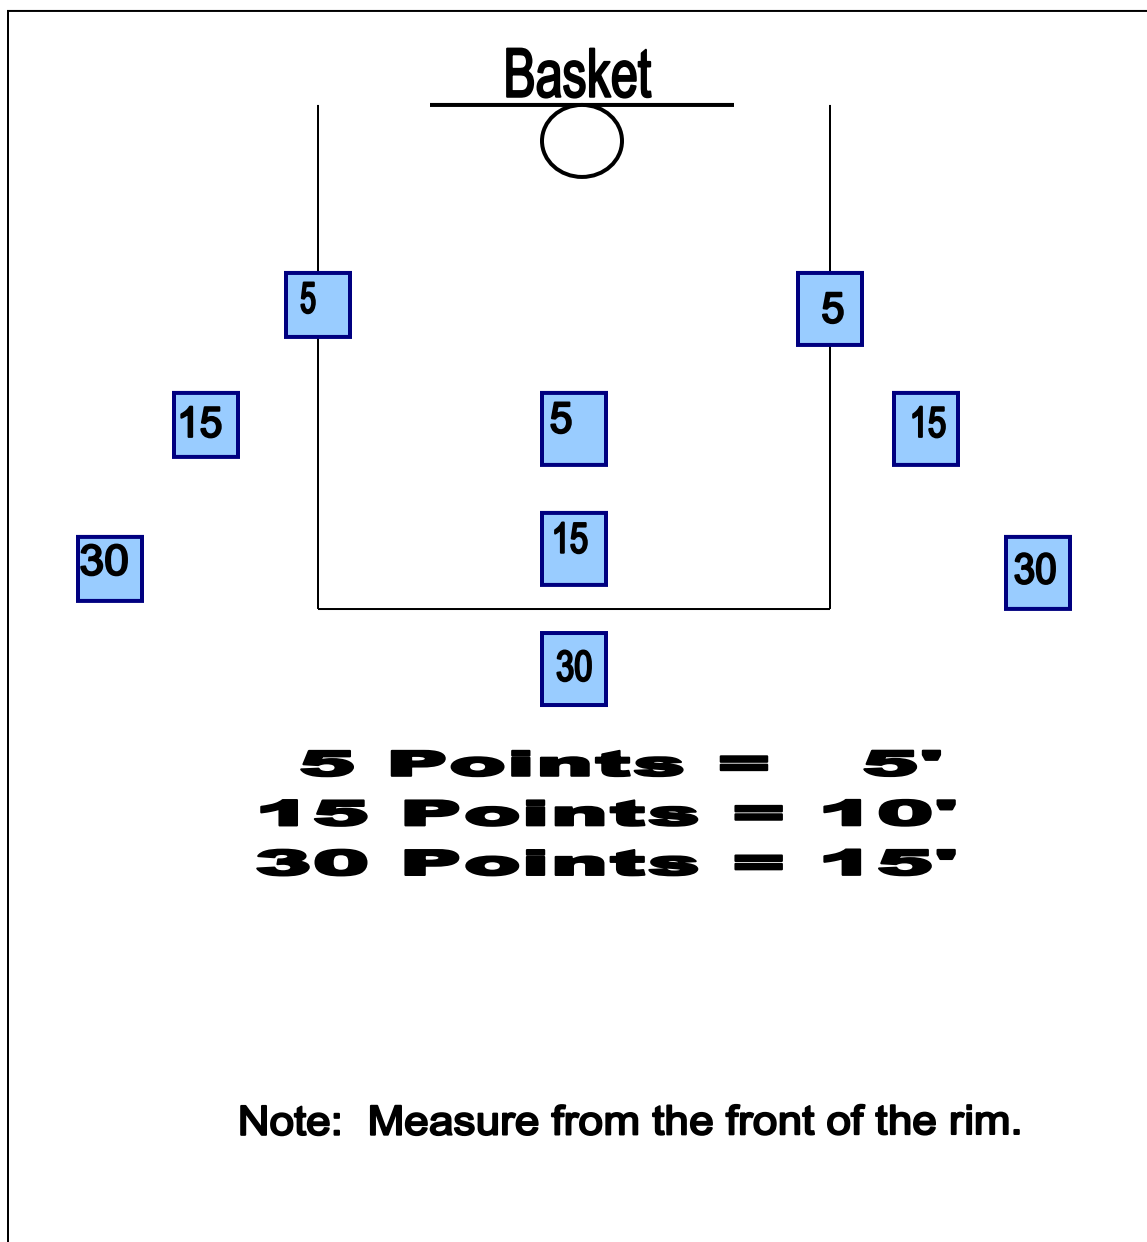 Basket
5
5
15
5
15
30
15
30
30
5 Points = 5'
15 Points = 10'
30 Points = 15'
Note: Measure from the front of the rim.